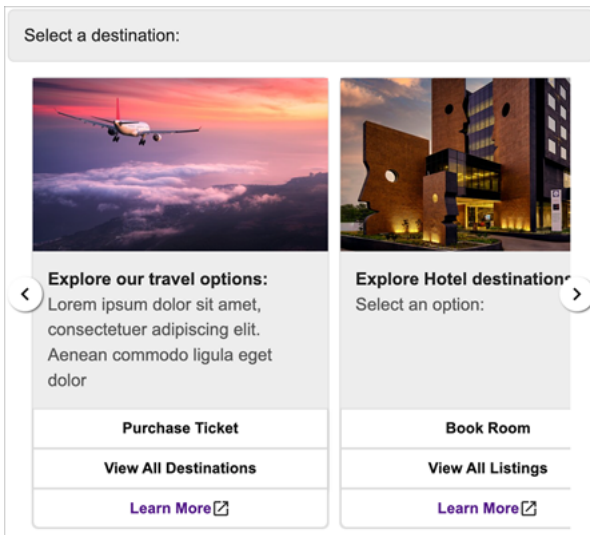 Select a destination:
Explore our travel options:
Lorem ipsum dolor sit amet,
consectetuer adipiscing elit.
Aenean commodo ligula eget
dolor
Purchase Ticket
View All Destinations
Learn More
Explore Hotel destinations
Select an option:
Book Room
View All Listings
Learn More